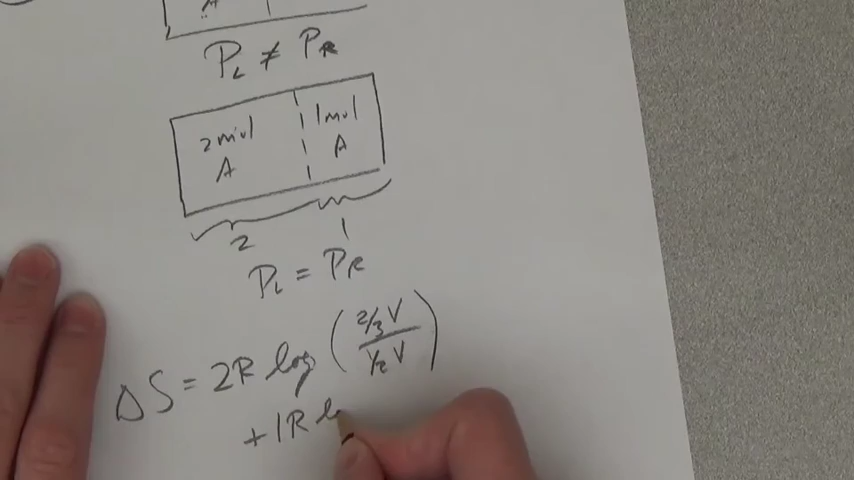 A
P_L ≠ P_R
2 mol 1 mol
A A
2 1
P_L = P_R
ΔS = 2R log ( 2/3 V / 1/2 V )
+ 1R